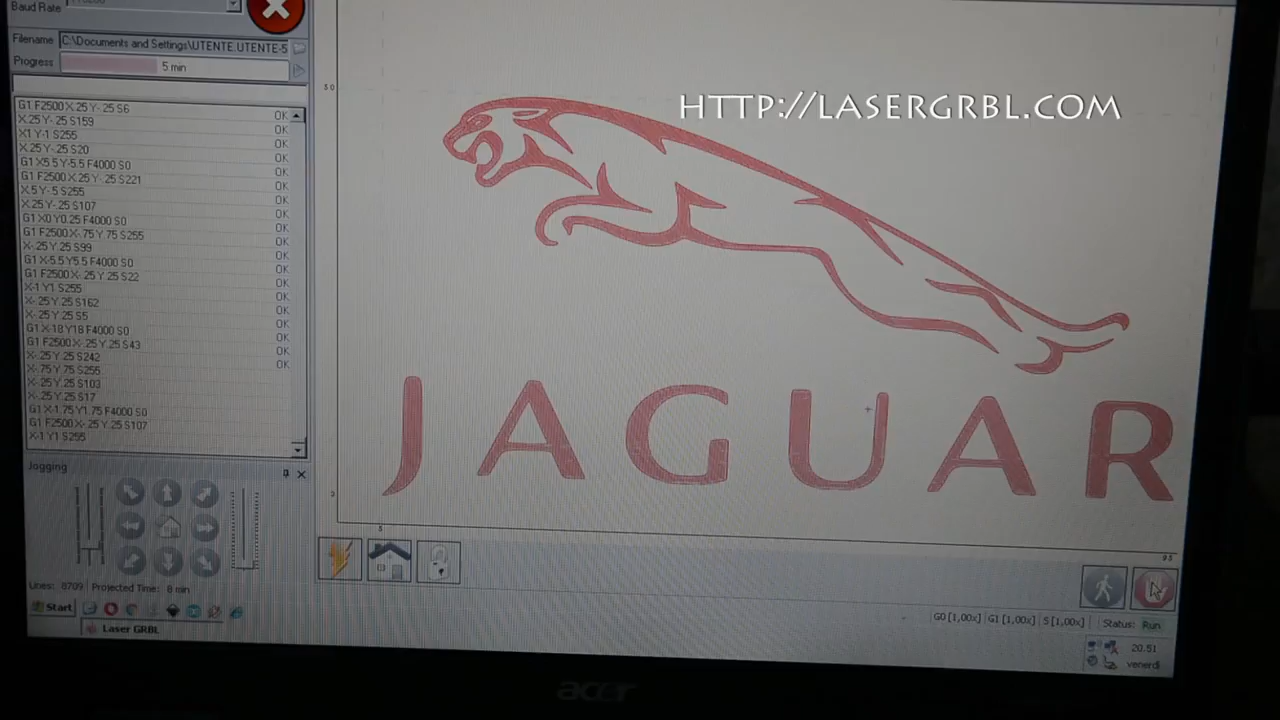 Baud Rate
Filename C:\Documents and Settings\UTENTE.UTENTE-5
Progress 5 min
HTTP://LASERGRBL.COM
50
G1 F2500 X.25 Y-.25 S6 OK
X.25 Y-.25 S159 OK
X1 Y-1 S255 OK
X.25 Y-.25 S20 OK
G1 X5.5 Y-5.5 F4000 S0 OK
G1 F2500 X.25 Y-.25 S221 OK
X.5 Y-.5 S255 OK
X.25 Y-.25 S107 OK
G1 X0 Y0.25 F4000 S0 OK
G1 F2500 X-.75 Y.75 S255 OK
X-.25 Y.25 S99 OK
G1 X-5.5 Y5.5 F4000 S0 OK
G1 F2500 X-.25 Y.25 S22 OK
X-1 Y1 S255 OK
X-.25 Y.25 S162 OK
X-.25 Y.25 S5 OK
G1 X-18 Y18 F4000 S0 OK
G1 F2500 X-.25 Y.25 S43 OK
X-.25 Y.25 S242 OK
X-.75 Y.75 S255
X-.25 Y.25 S103
X-.25 Y.25 S17
G1 X-1.75 Y1.75 F4000 S0
G1 F2500 X-.25 Y.25 S107
X-1 Y1 S255
JAGUAR
3
5
93
Jogging
Lines: 8709 Projected Time: 8 min
G0 [1,00x] G1 [1,00x] S [1,00x] Status: Run
Start
Laser GRBL
20.51
venerdì
acer